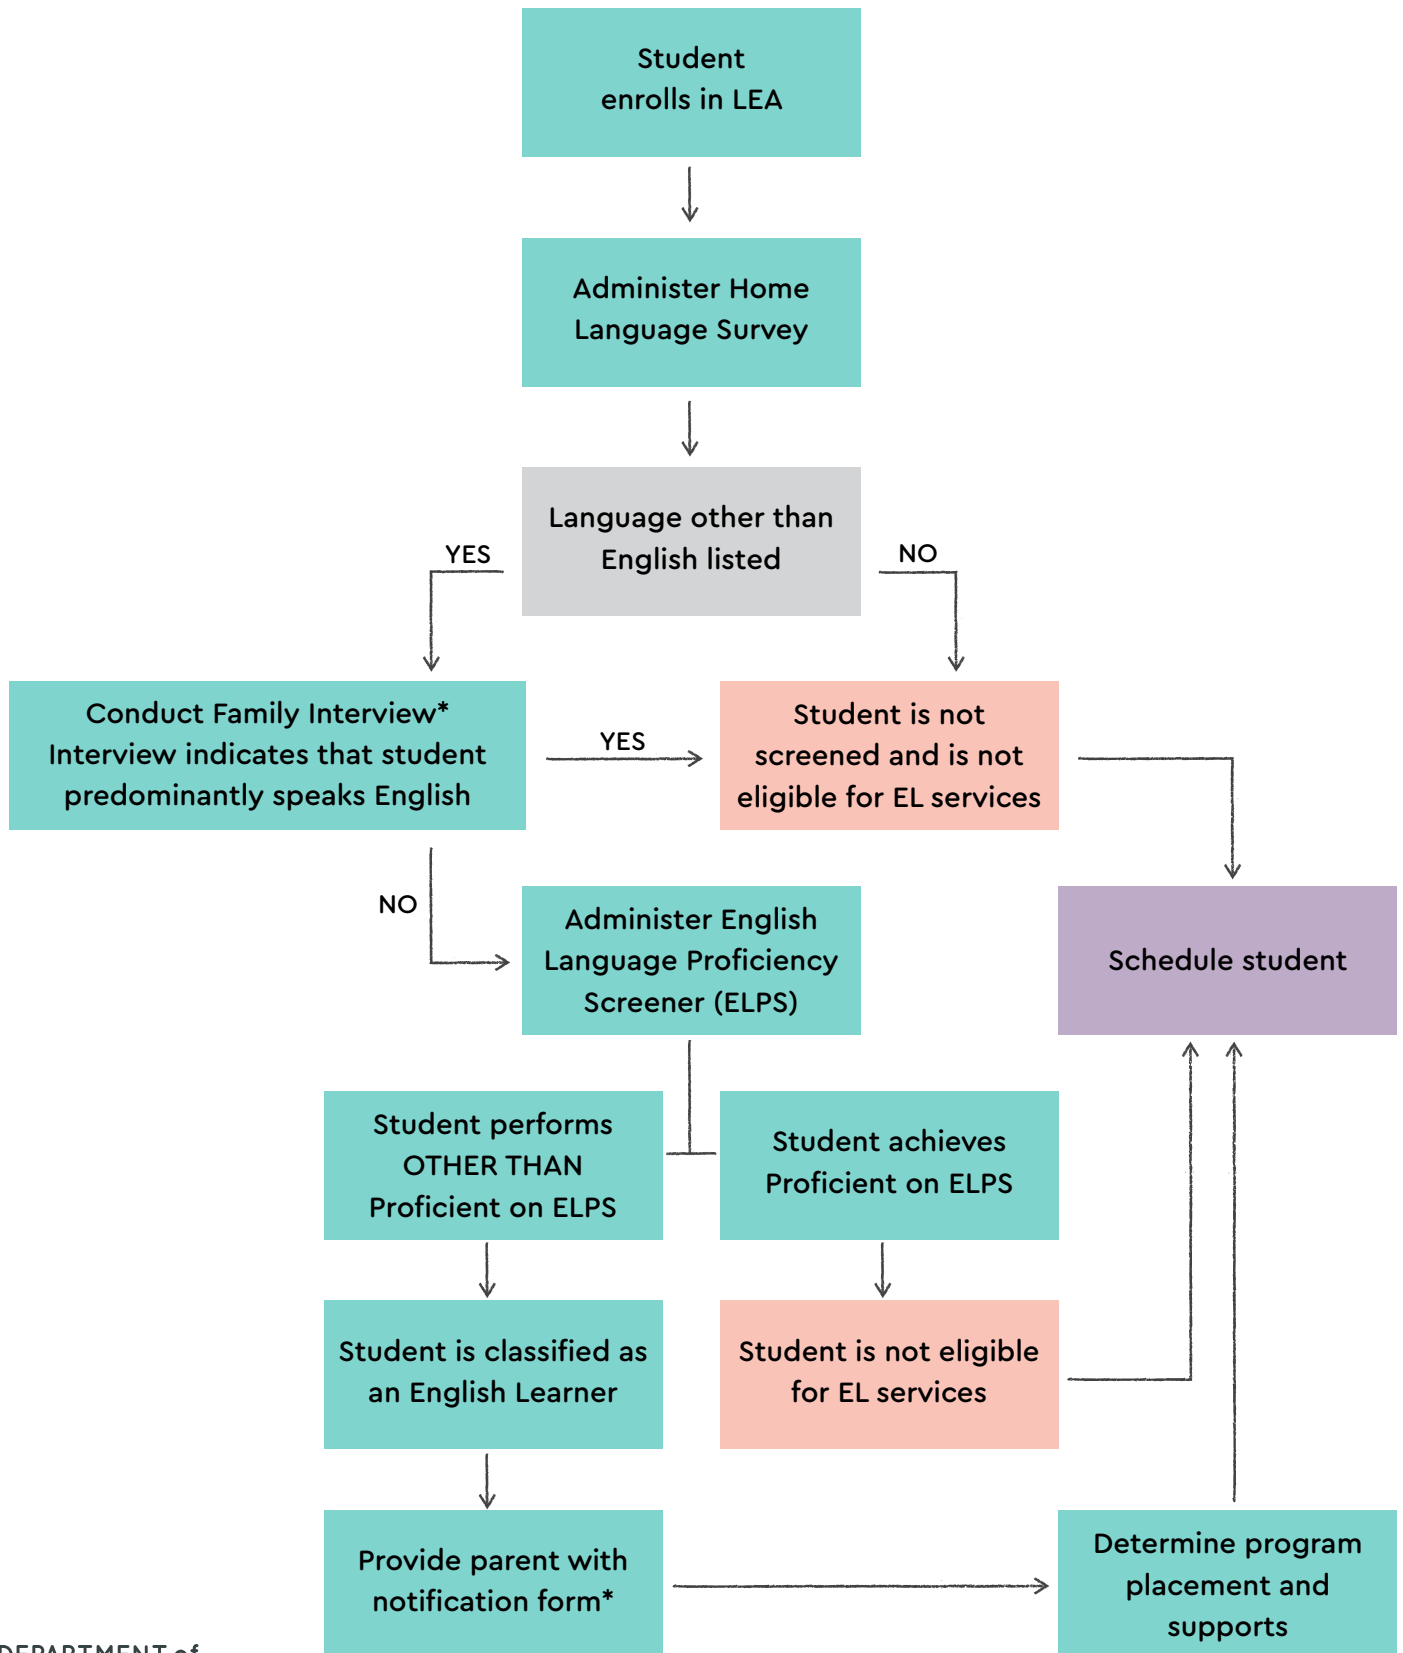 Student
enrolls in LEA
Administer Home
Language Survey
Language other than
English listed
YES
NO
Conduct Family Interview*
Interview indicates that student
predominantly speaks English
YES
Student is not
screened and is not
eligible for EL services
NO
Administer English
Language Proficiency
Screener (ELPS)
Schedule student
Student performs
OTHER THAN
Proficient on ELPS
Student achieves
Proficient on ELPS
Student is classified as
an English Learner
Student is not eligible
for EL services
Provide parent with
notification form*
Determine program
placement and
supports
DEPARTMENT of